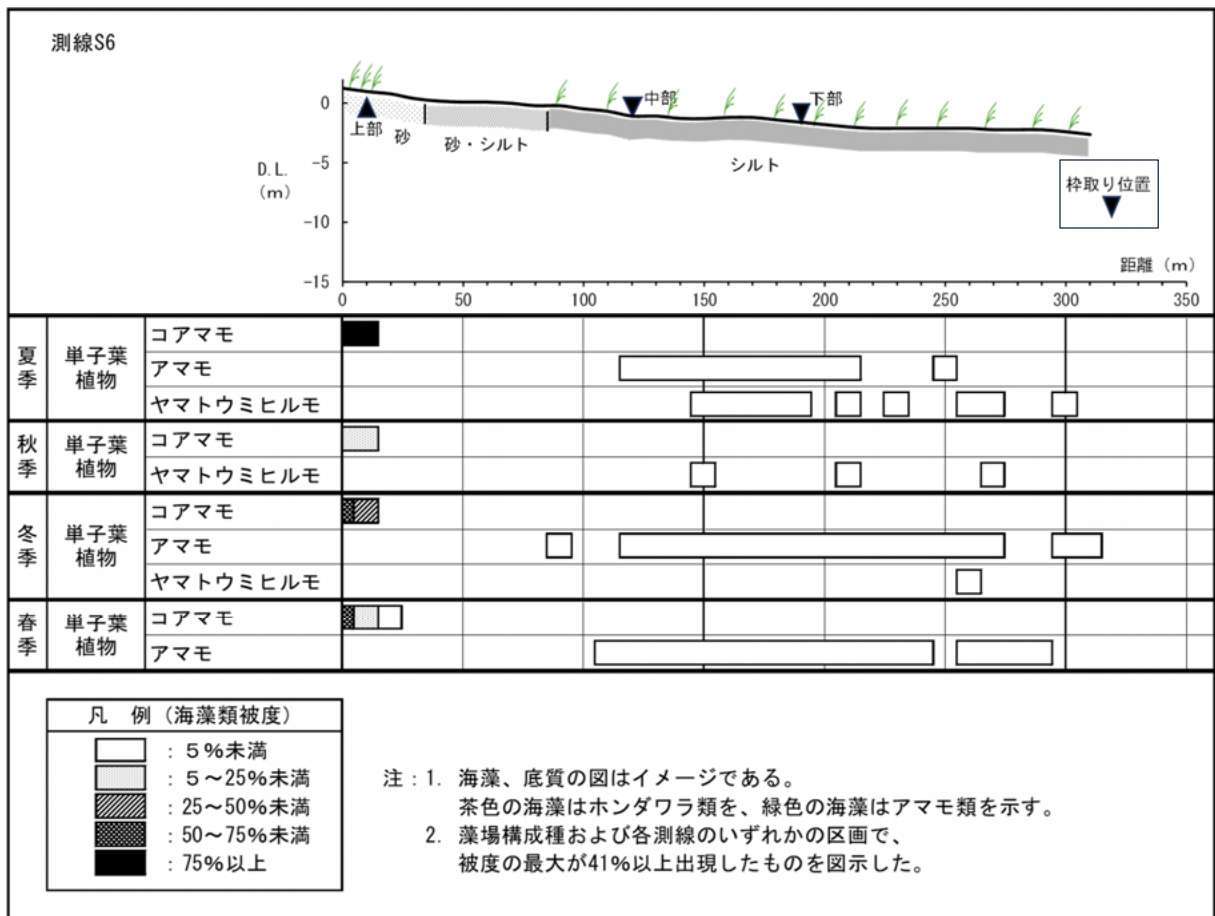 測線S6
0
-5
-10
-15
D.L.
(m)
上部
砂
砂・シルト
中部
下部
シルト
枠取り位置
距離(m)
0 50 100 150 200 250 300 350
夏季
単子葉植物
コアマモ
アマモ
ヤマトウミヒルモ
秋季
単子葉植物
コアマモ
ヤマトウミヒルモ
冬季
単子葉植物
コアマモ
アマモ
ヤマトウミヒルモ
春季
単子葉植物
コアマモ
アマモ
凡 例(海藻類被度)
:5%未満
:5~25%未満
:25~50%未満
:50~75%未満
:75%以上
注:1. 海藻、底質の図はイメージである。
茶色の海藻はホンダワラ類を、緑色の海藻はアマモ類を示す。
2. 藻場構成種および各測線のいずれかの区画で、
被度の最大が41%以上出現したものを図示した。